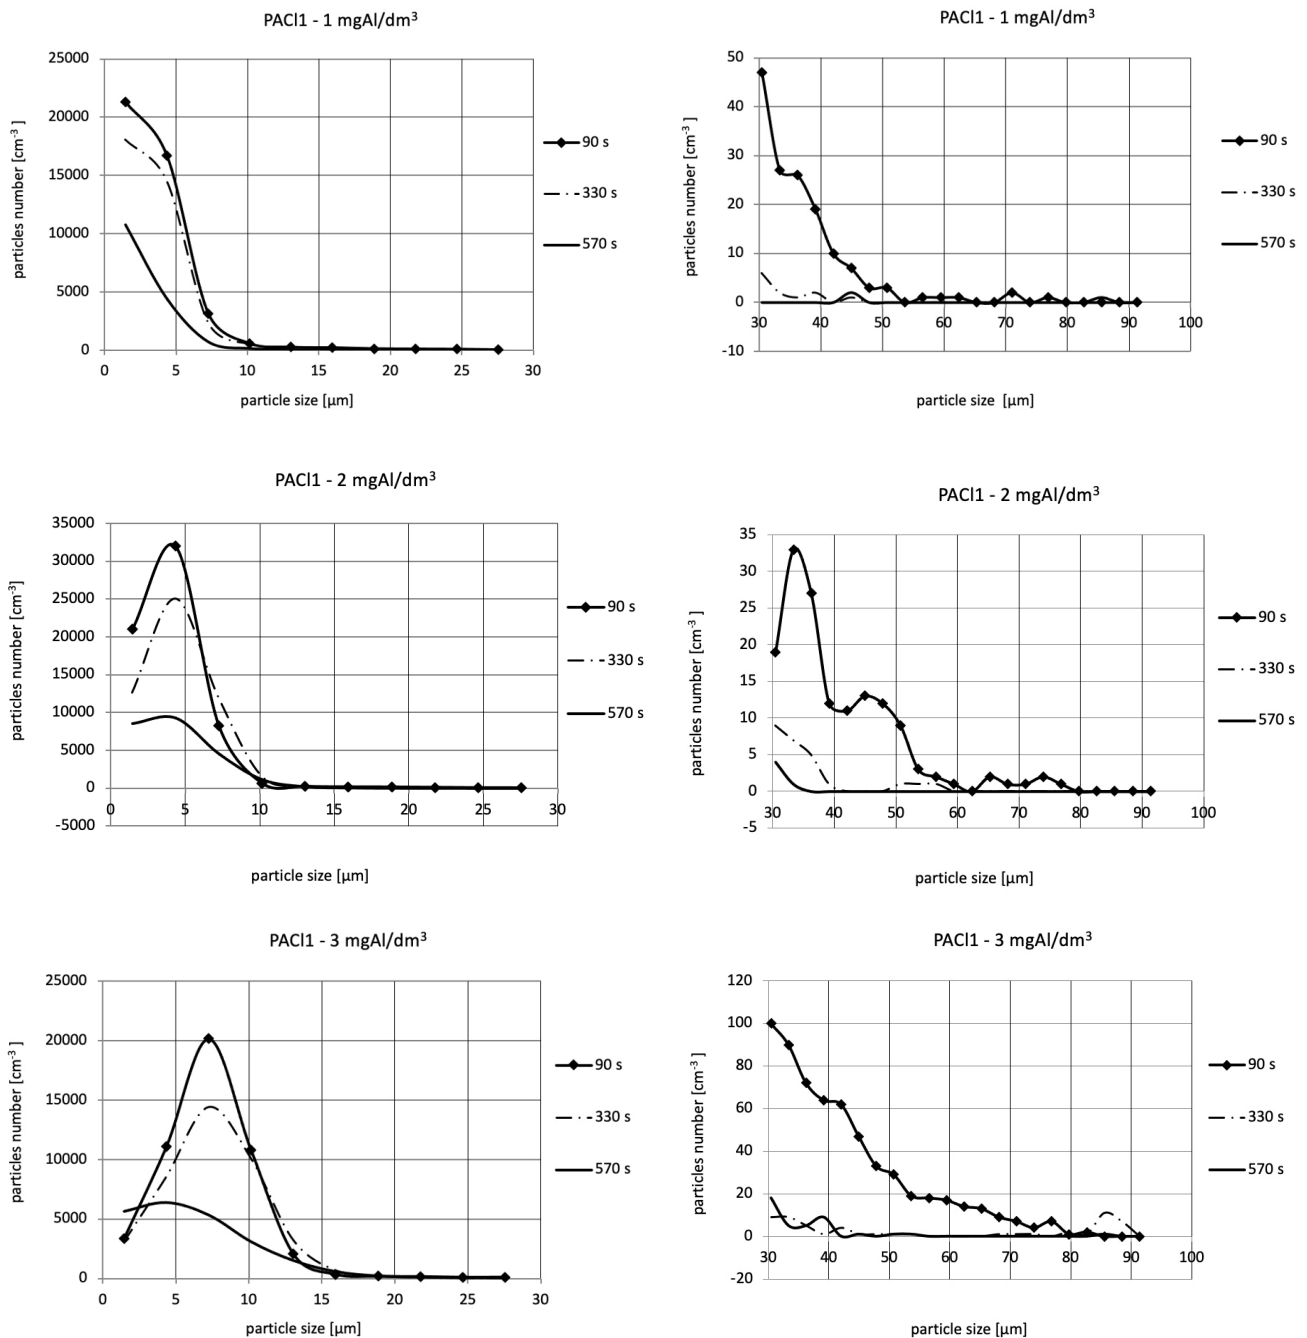 PACl1 - 1 mgAl/dm³
25000
20000
15000
10000
5000
0
0 5 10 15 20 25 30
particles number [cm⁻³ ]
particle size [µm]
90 s
330 s
570 s
PACl1 - 1 mgAl/dm³
50
40
30
20
10
0
-10
30 40 50 60 70 80 90 100
particles number [cm⁻³ ]
particle size [µm]
90 s
330 s
570 s
PACl1 - 2 mgAl/dm³
35000
30000
25000
20000
15000
10000
5000
0
-5000
0 5 10 15 20 25 30
particles number [cm⁻³]
particle size [µm]
90 s
330 s
570 s
PACl1 - 2 mgAl/dm³
35
30
25
20
15
10
5
0
-5
30 40 50 60 70 80 90 100
particles number [cm⁻³ ]
particle size [µm]
90 s
330 s
570 s
PACl1 - 3 mgAl/dm³
25000
20000
15000
10000
5000
0
0 5 10 15 20 25 30
particles number [cm⁻³ ]
particle size [µm]
90 s
330 s
570 s
PACl1 - 3 mgAl/dm³
120
100
80
60
40
20
0
-20
30 40 50 60 70 80 90 100
particles number [cm⁻³ ]
particle size [µm]
90 s
330 s
570 s